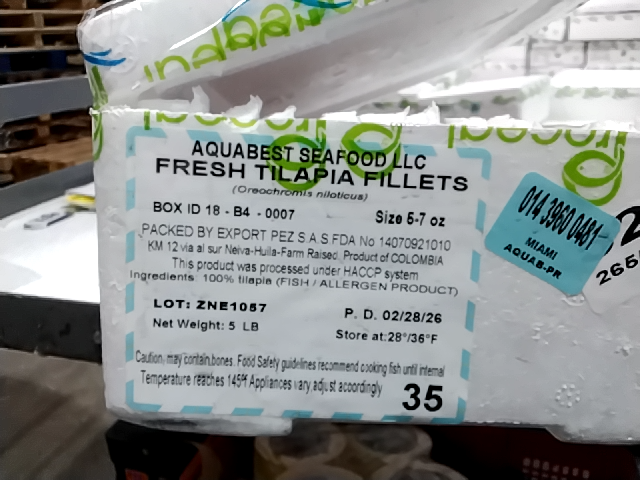 AQUABEST SEAFOOD LLC
FRESH TILAPIA FILLETS
(Oreochromis niloticus)
BOX ID 18 - B4 - 0007 Size 5-7 oz
PACKED BY EXPORT PEZ S.A.S FDA No 14070921010
KM 12 via al sur Neiva-Huila-Farm Raised, Product of COLOMBIA
This product was processed under HACCP system
Ingredients: 100% tilapia (FISH / ALLERGEN PRODUCT)
LOT: ZNE1057 P. D. 02/28/26
Net Weight: 5 LB Store at:28°/36°F
Caution, may contain bones. Food Safety guidelines recommend cooking fish until internal
Temperature reaches 145°F Appliances vary adjust acoordingly
35
014 3960 0481
MIAMI
AQUAB-PR
265